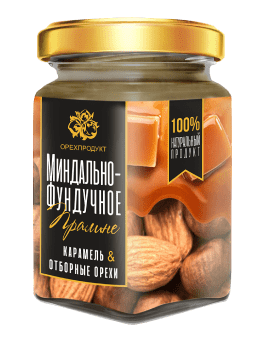 ОРЕХПРОДУКТ
МИНДАЛЬНО-
ФУНДУЧНОЕ
Пралине
КАРАМЕЛЬ &
ОТБОРНЫЕ ОРЕХИ
100%
НАТУРАЛЬНЫЙ
ПРОДУКТ